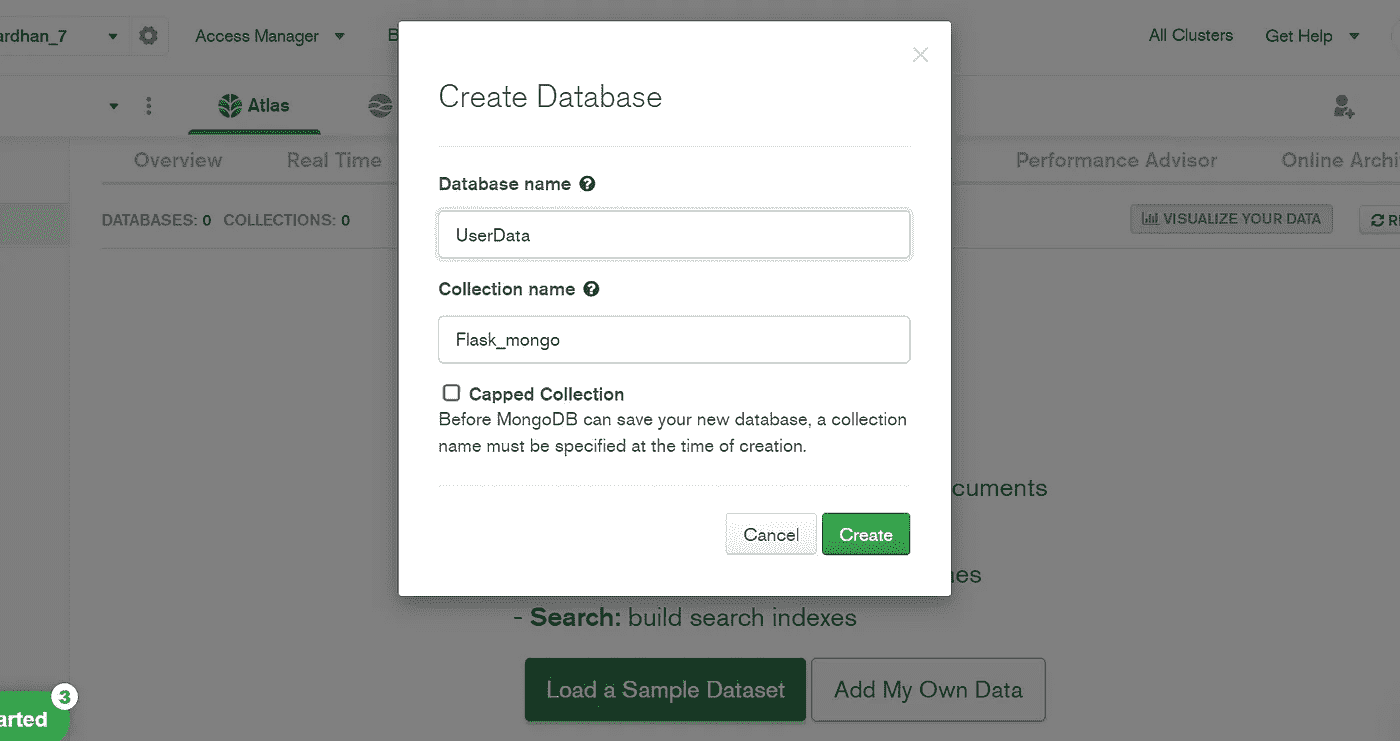 ardhan_7
Access Manager
All Clusters
Get Help
Atlas
Overview
Real Time
Performance Advisor
Online
DATABASES: 0 COLLECTIONS: 0
VISUALIZE YOUR DATA
Create Database
Database name
UserData
Collection name
Flask_mongo
Capped Collection
Before MongoDB can save your new database, a collection
name must be specified at the time of creation.
Cancel
Create
cuments
- Search: build search indexes
Load a Sample Dataset
Add My Own Data
arted
3